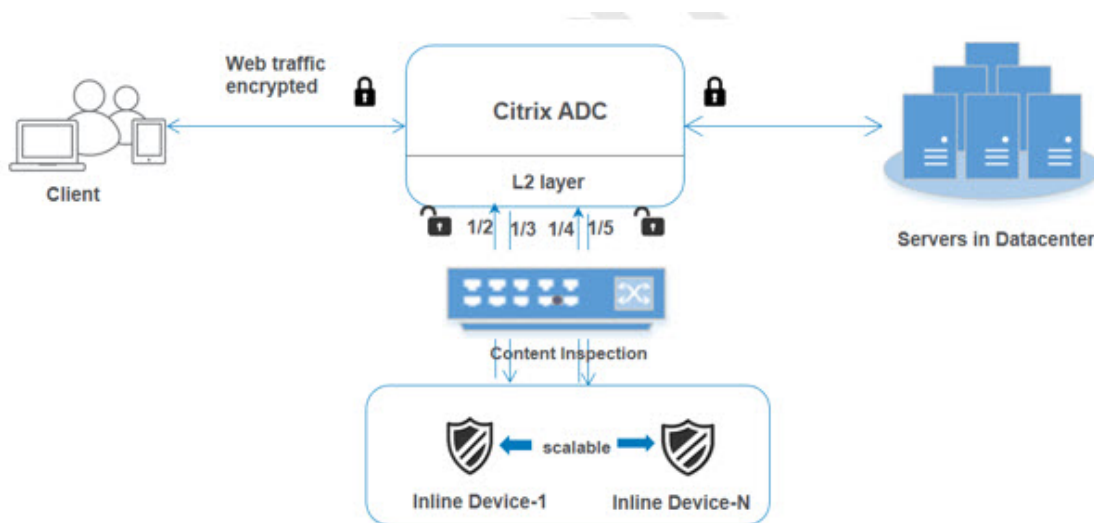 Web traffic
encrypted
Citrix ADC
L2 layer
Client
1/2 1/3 1/4 1/5
Servers in Datacenter
Content Inspection
scalable
Inline Device-1
Inline Device-N